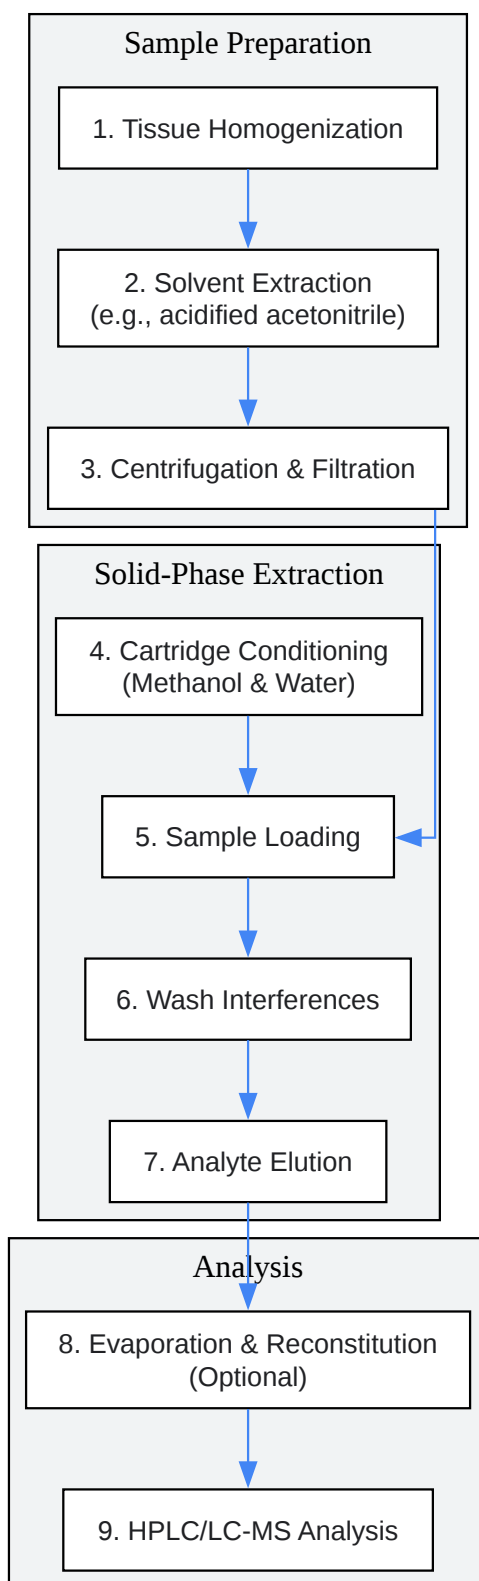 Sample Preparation
1. Tissue Homogenization
2. Solvent Extraction
(e.g., acidified acetonitrile)
3. Centrifugation & Filtration
Solid-Phase Extraction
4. Cartridge Conditioning
(Methanol & Water)
5. Sample Loading
6. Wash Interferences
7. Analyte Elution
Analysis
8. Evaporation & Reconstitution
(Optional)
9. HPLC/LC-MS Analysis